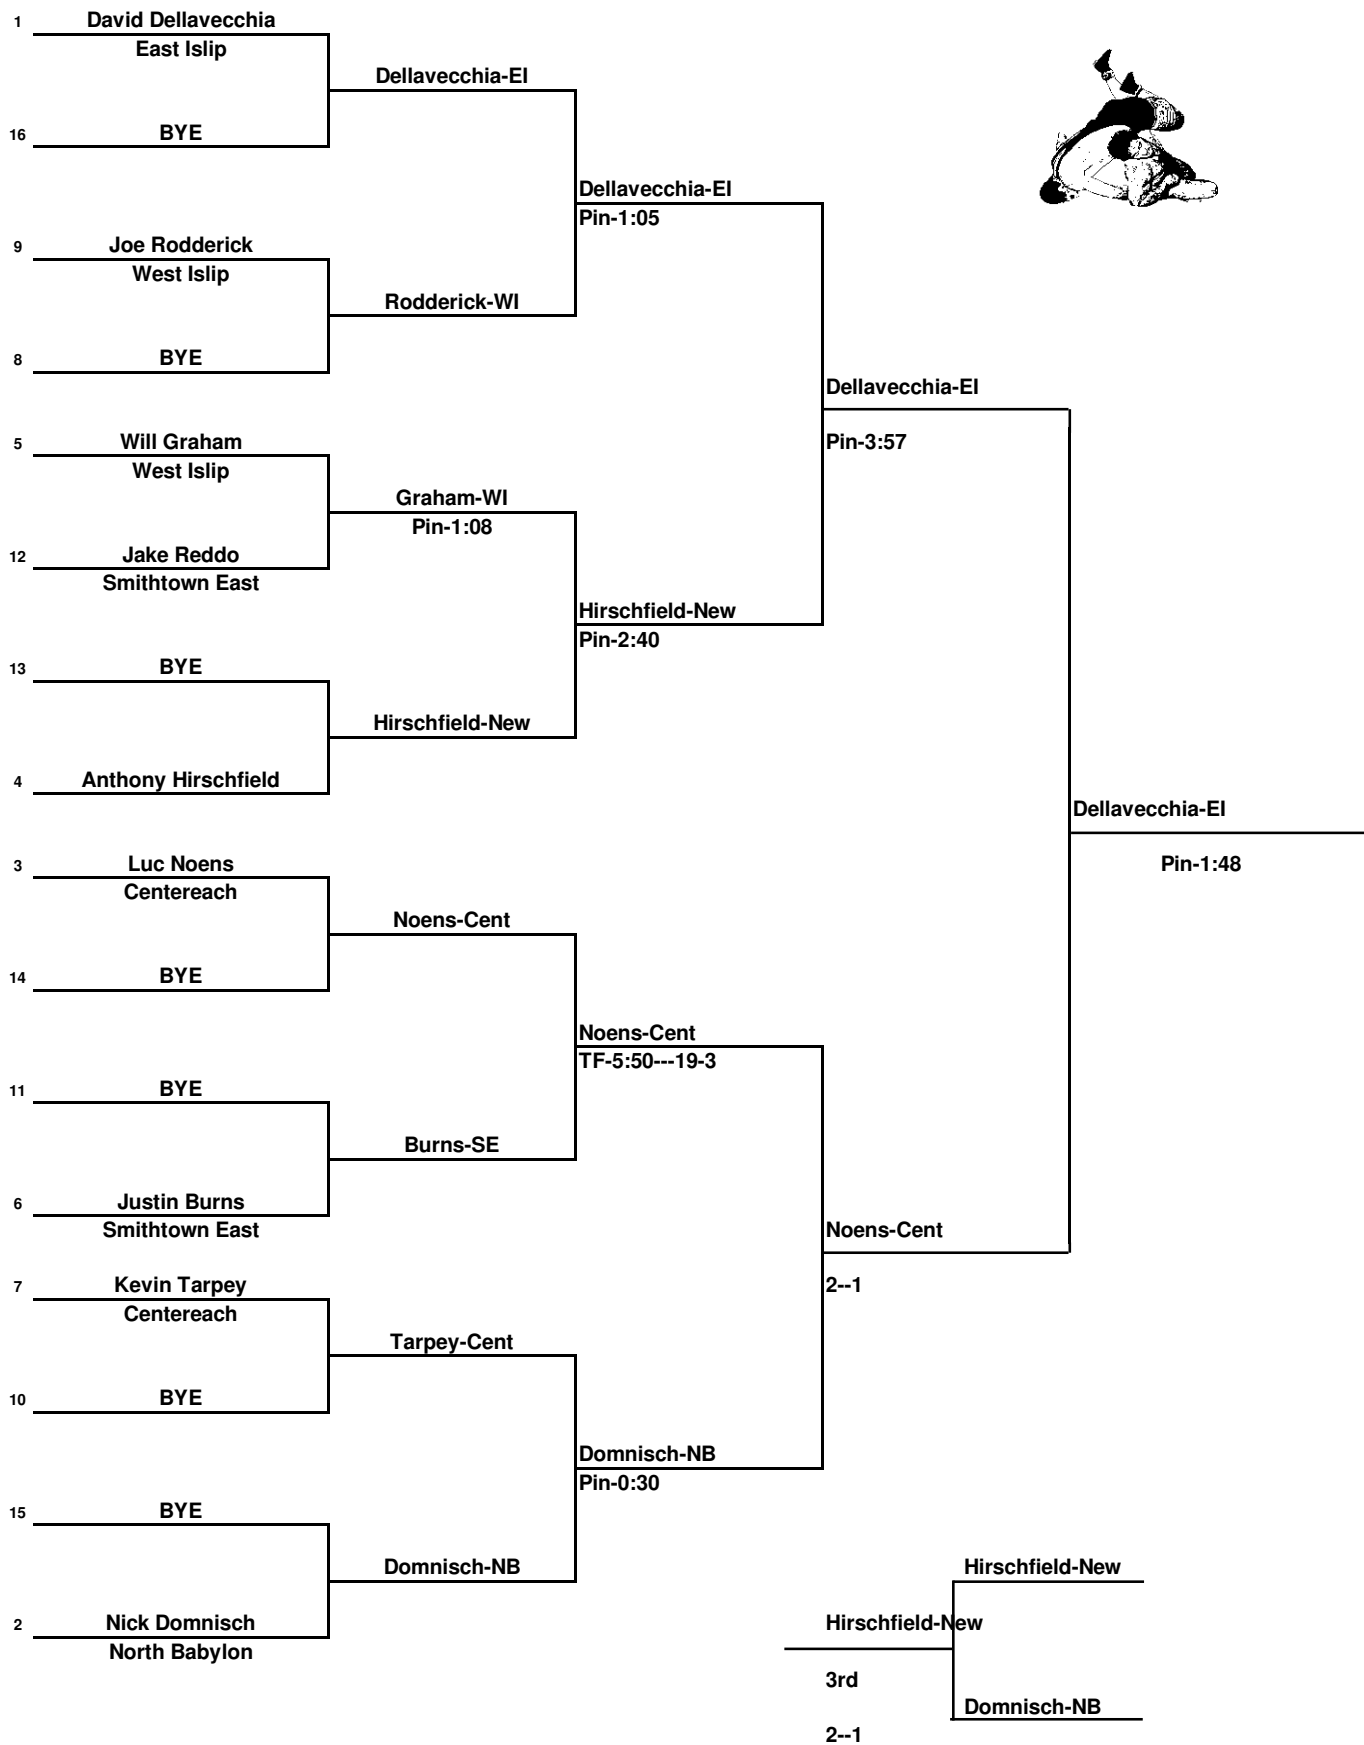 1 David Dellavecchia
East Islip
Dellavecchia-EI
16 BYE
Dellavecchia-EI
Pin-1:05
9 Joe Rodderick
West Islip
Rodderick-WI
8 BYE
Dellavecchia-EI
Pin-3:57
5 Will Graham
West Islip
Graham-WI
Pin-1:08
12 Jake Reddo
Smithtown East
Hirschfield-New
Pin-2:40
13 BYE
Hirschfield-New
4 Anthony Hirschfield
Dellavecchia-EI
Pin-1:48
3 Luc Noens
Centereach
Noens-Cent
14 BYE
Noens-Cent
TF-5:50---19-3
11 BYE
Burns-SE
6 Justin Burns
Smithtown East
Noens-Cent
2--1
7 Kevin Tarpey
Centereach
Tarpey-Cent
10 BYE
Domnisch-NB
Pin-0:30
15 BYE
Domnisch-NB
2 Nick Domnisch
North Babylon
Hirschfield-New
Hirschfield-New
3rd
Domnisch-NB
2--1